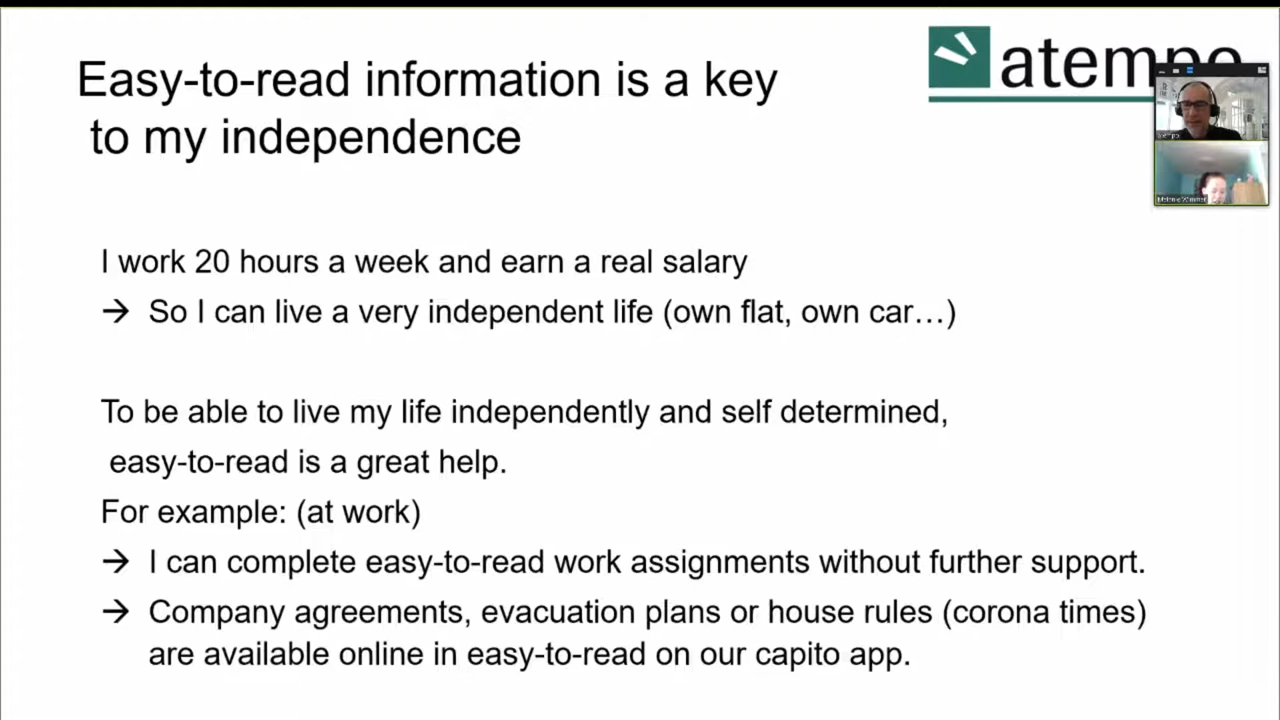 Easy-to-read information is a key
to my independence
atempo
I work 20 hours a week and earn a real salary
→ So I can live a very independent life (own flat, own car…)
To be able to live my life independently and self determined,
easy-to-read is a great help.
For example: (at work)
→ I can complete easy-to-read work assignments without further support.
→ Company agreements, evacuation plans or house rules (corona times)
are available online in easy-to-read on our capito app.